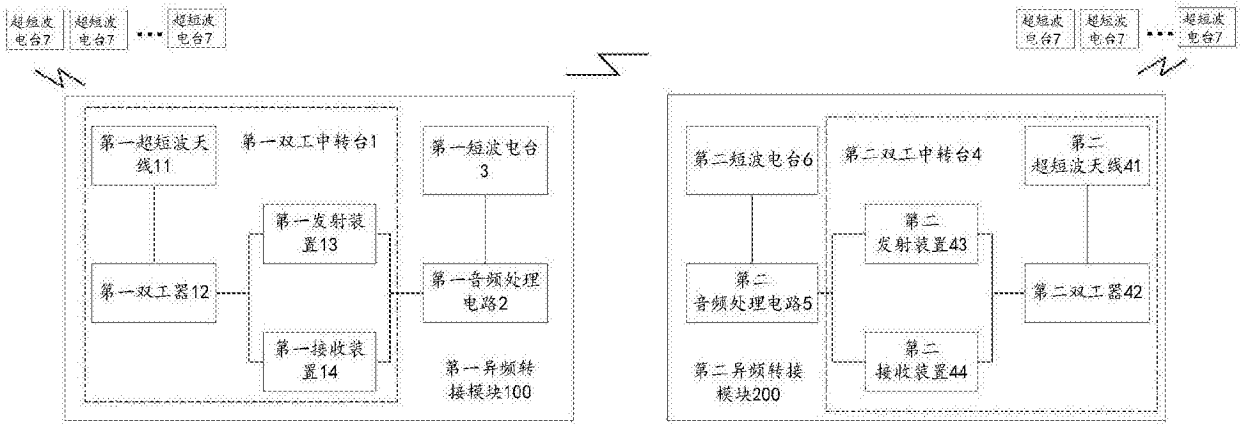 超短波
电台7
超短波
电台7
超短波
电台7
超短波
电台7
超短波
电台7
超短波
电台7
第一超短波天
线11
第一双工中转台1
第一短波电台
3
第一发射装
置13
第一双工器12
第一音频处理
电路2
第一接收装
置14
第一异频转
接模块100
第二短波电台6
第二双工中转台4
第二
超短波天线41
第二
发射装置43
第二
音频处理电路5
第二双工器42
第二
接收装置44
第二异频转接
模块200